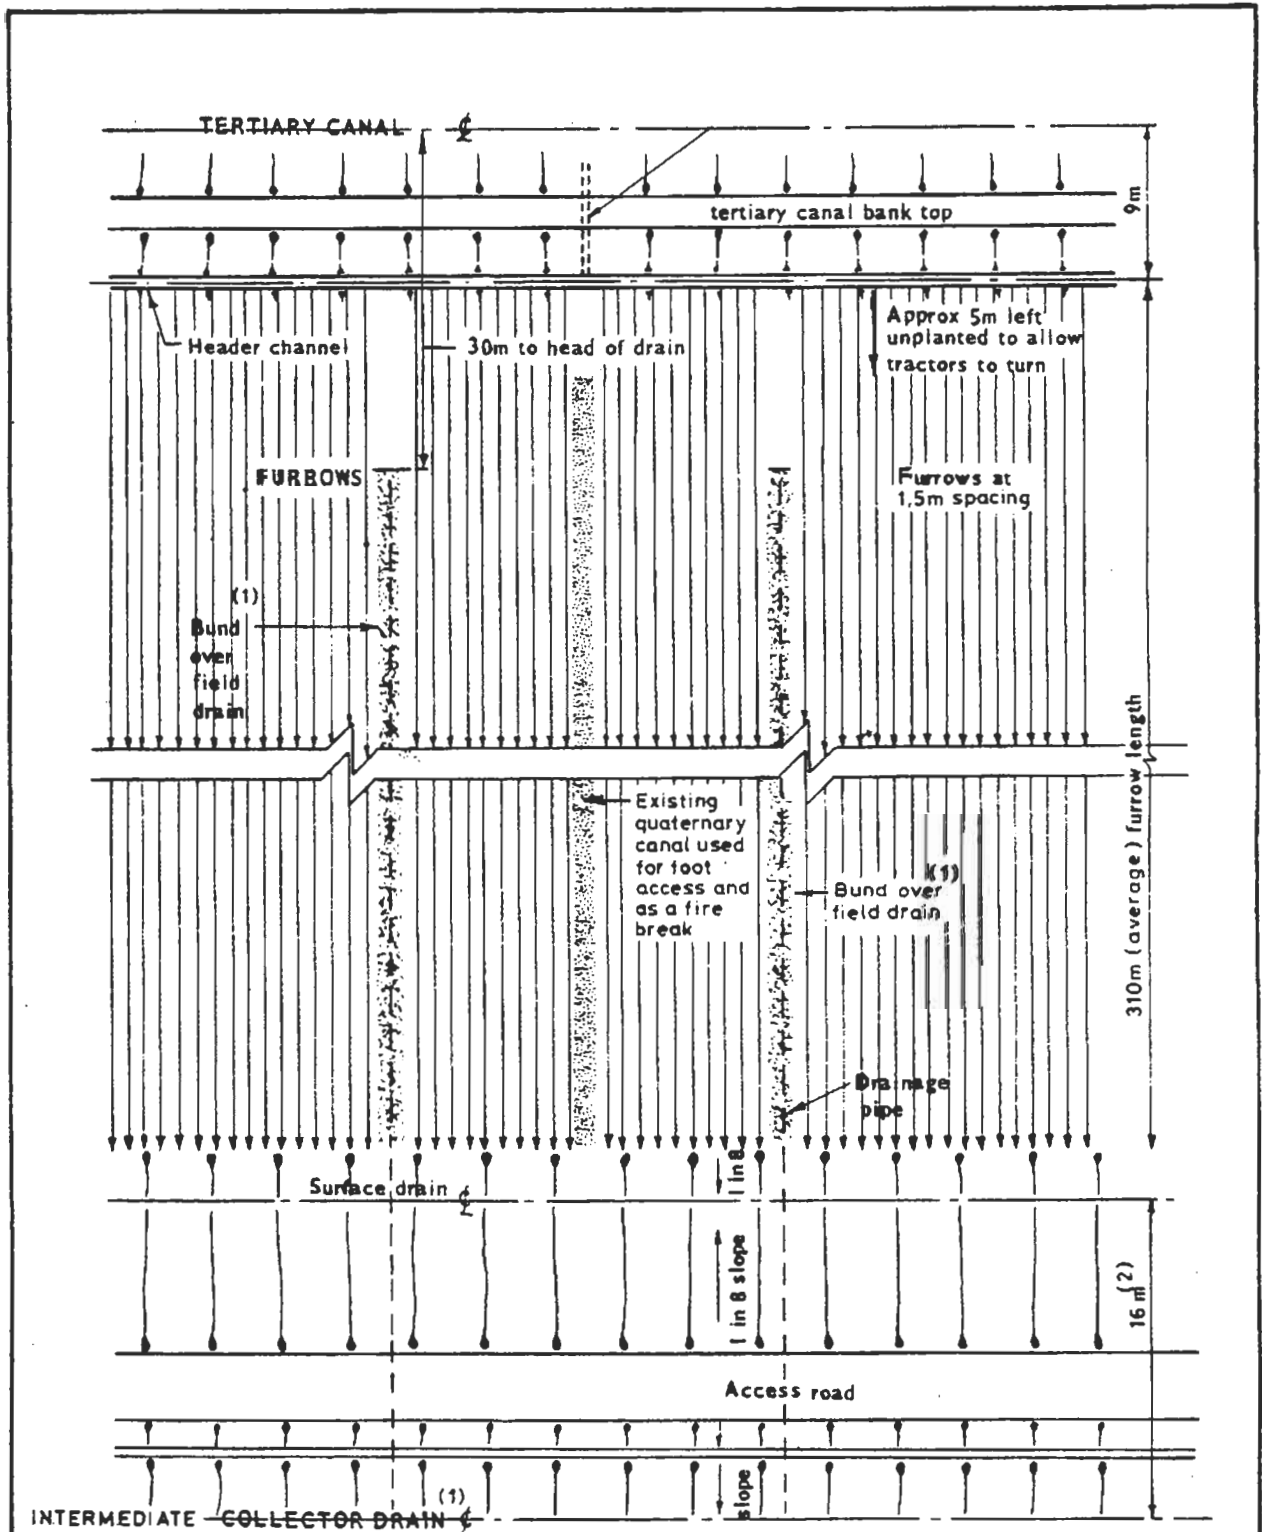 TERTIARY CANAL ℄
9m
tertiary canal bank top
Header channel
30m to head of drain
Approx 5m left
unplanted to allow
tractors to turn
FURROWS
Furrows at
1,5m spacing
(1)
Bund
over
field
drain
310m (average) furrow length
Existing
quaternary
canal used
for foot
access and
as a fire
break
(1)
Bund over
field drain
Drainage
pipe
1 in 8
Surface drain ℄
1 in 8 slope
16m (2)
Access road
slope
INTERMEDIATE COLLECTOR DRAIN (1) ℄